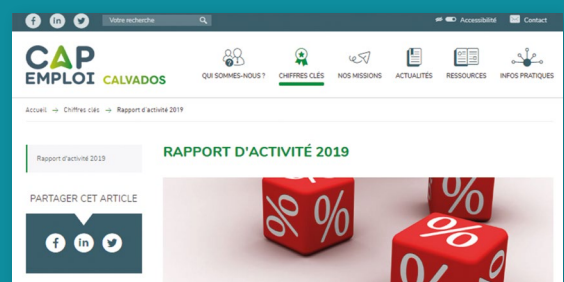 Votre recherche
Accessibilité
Contact
CAP
EMPLOI CALVADOS
QUI SOMMES-NOUS ?
CHIFFRES CLÉS
NOS MISSIONS
ACTUALITÉS
RESSOURCES
INFOS PRATIQUES
Accueil → Chiffres clés → Rapport d'activité 2019
Rapport d'activité 2019
RAPPORT D'ACTIVITÉ 2019
PARTAGER CET ARTICLE
% % % % %